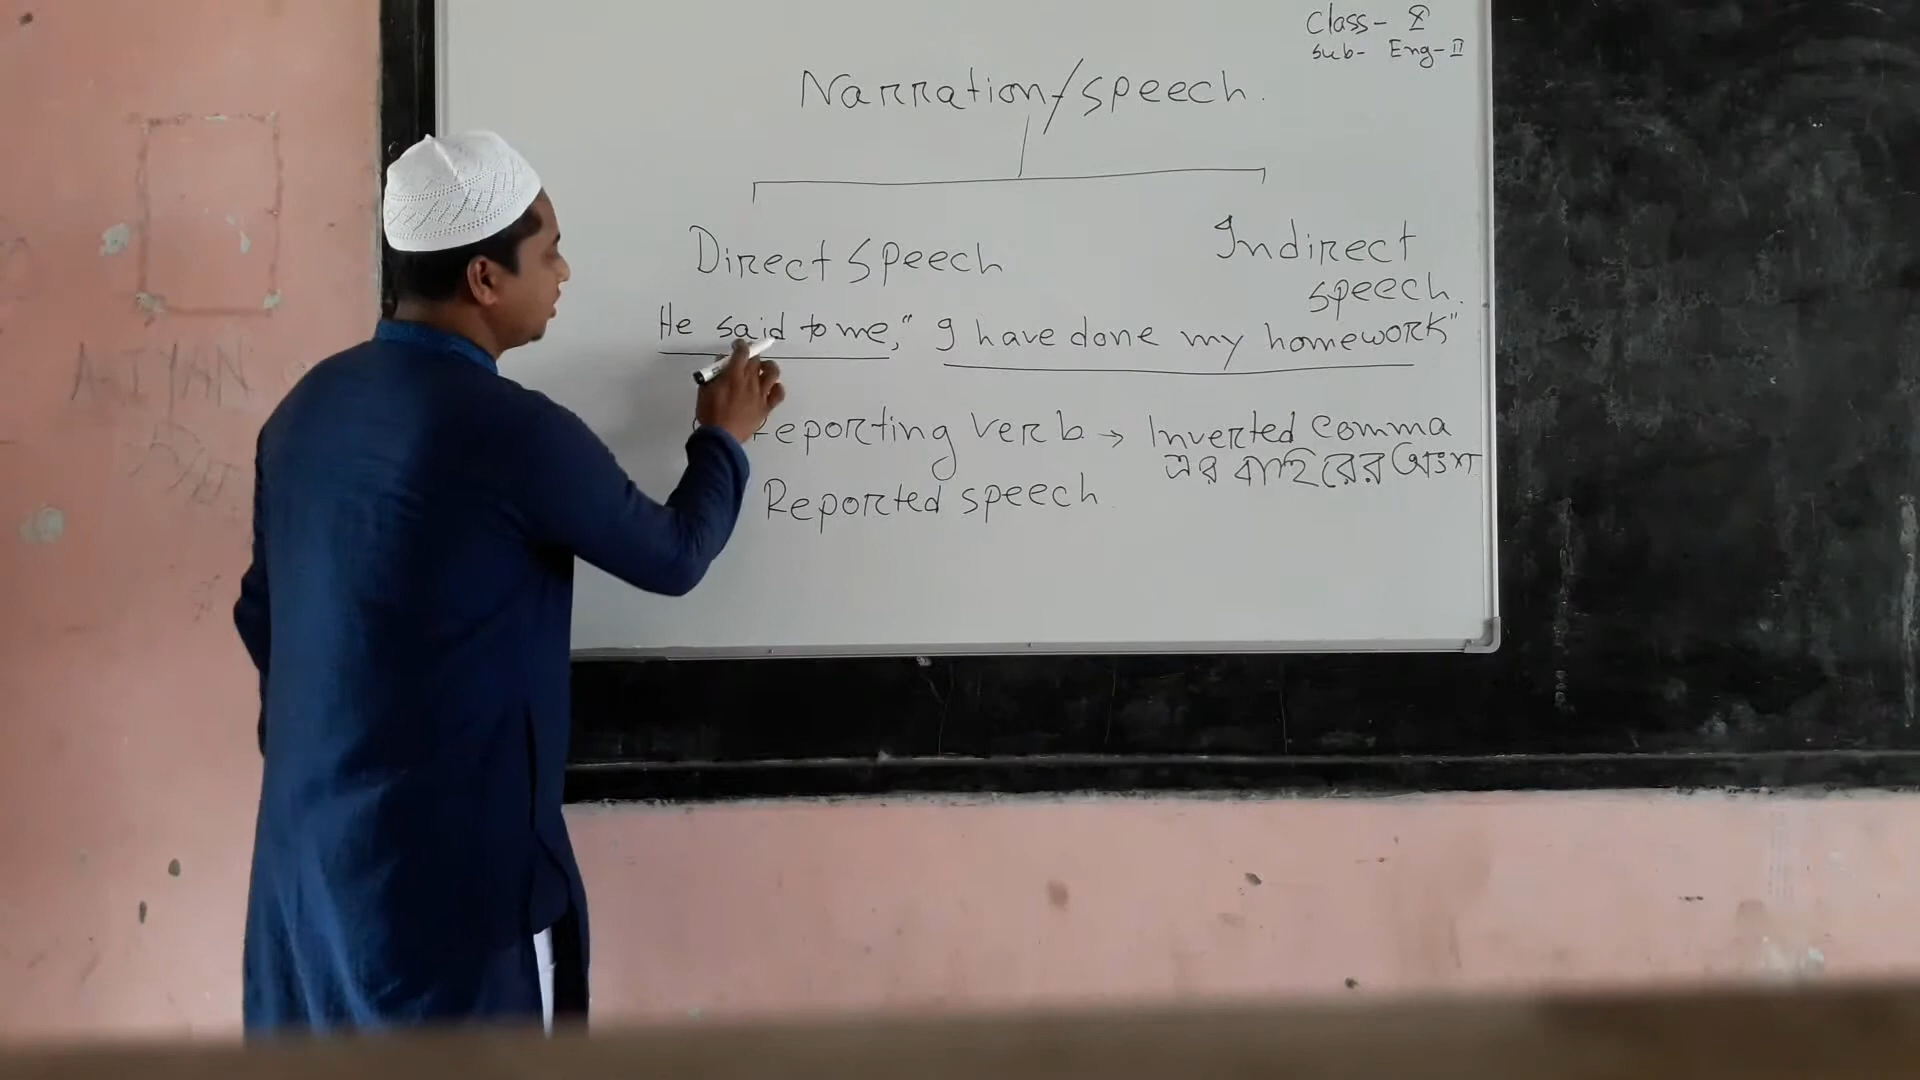 Class- X
Sub- Eng-II
Narration/speech.
Direct speech
Indirect
speech.
He said to me," I have done my homework"
Reporting verb → Inverted comma
এর বাহিরের অংশ
Reported speech